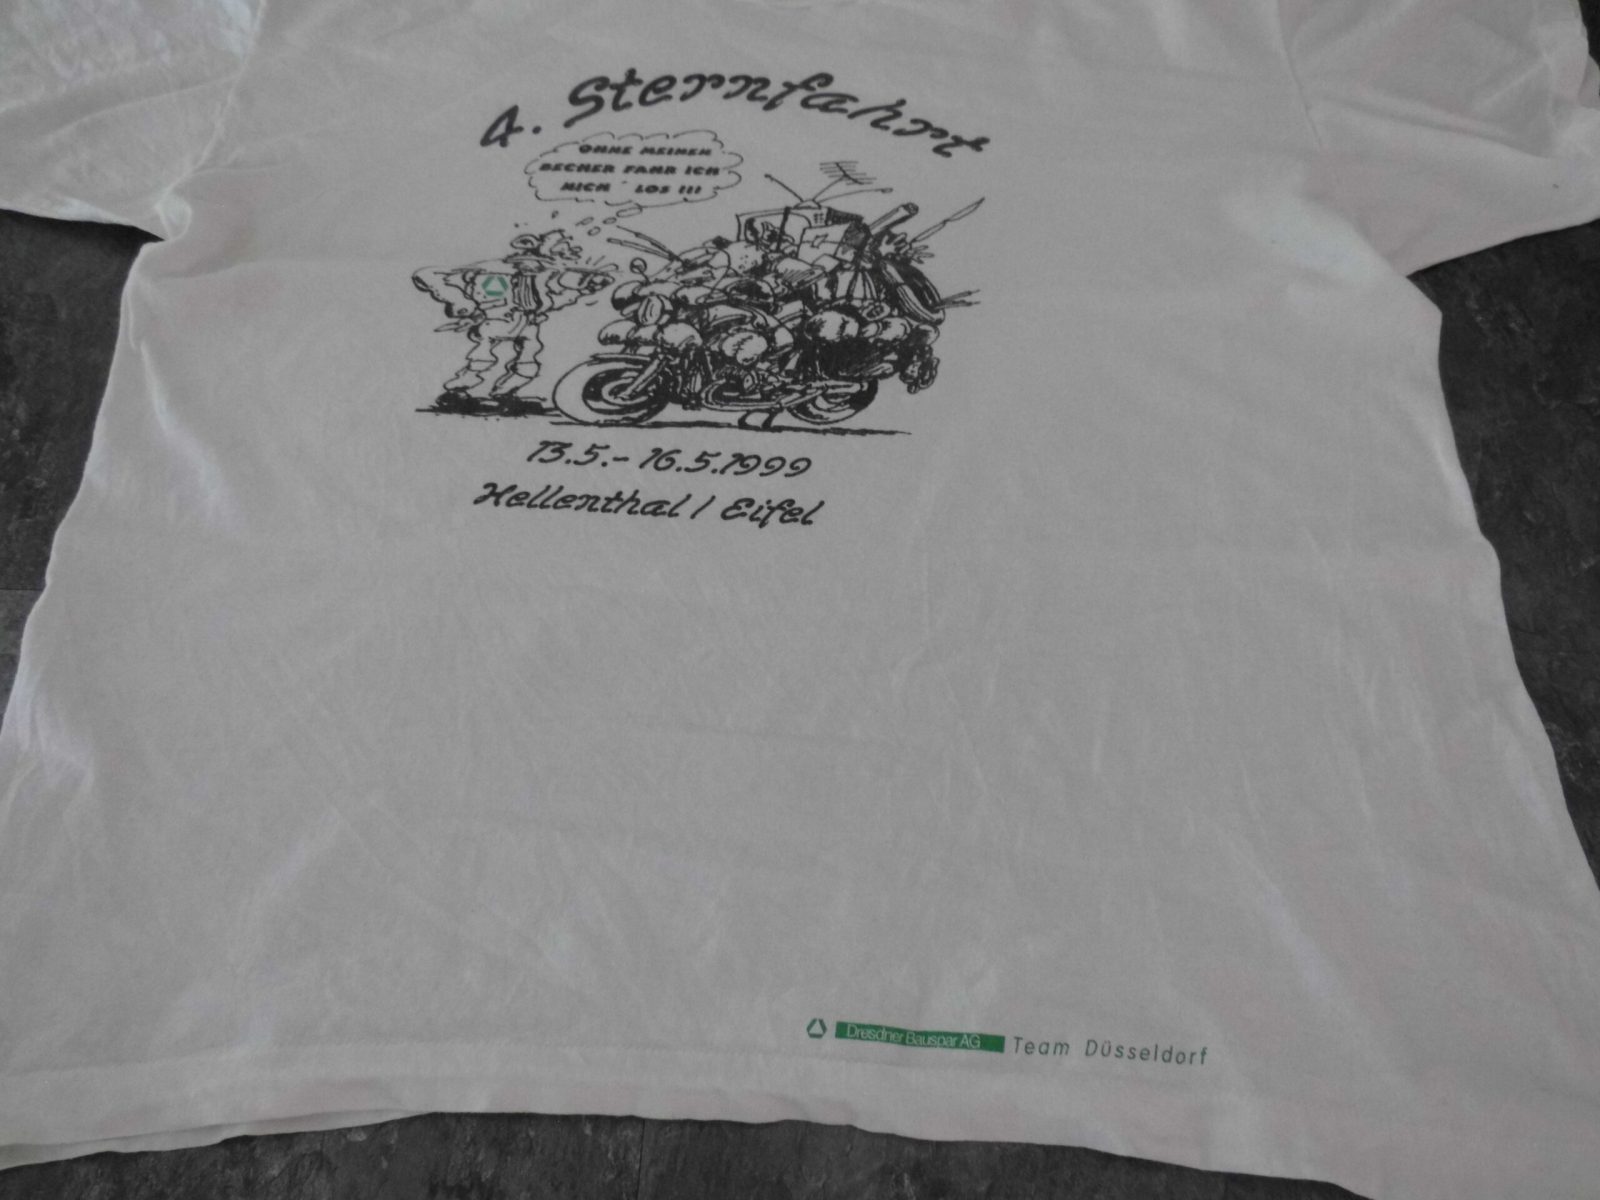 4. Sternfahrt
OHNE MEINEN
BECHER FAHR ICH
NICH' LOS !!!
13.5.- 16.5.1999
Hellenthal / Eifel
Dresdner Bauspar AG Team Düsseldorf